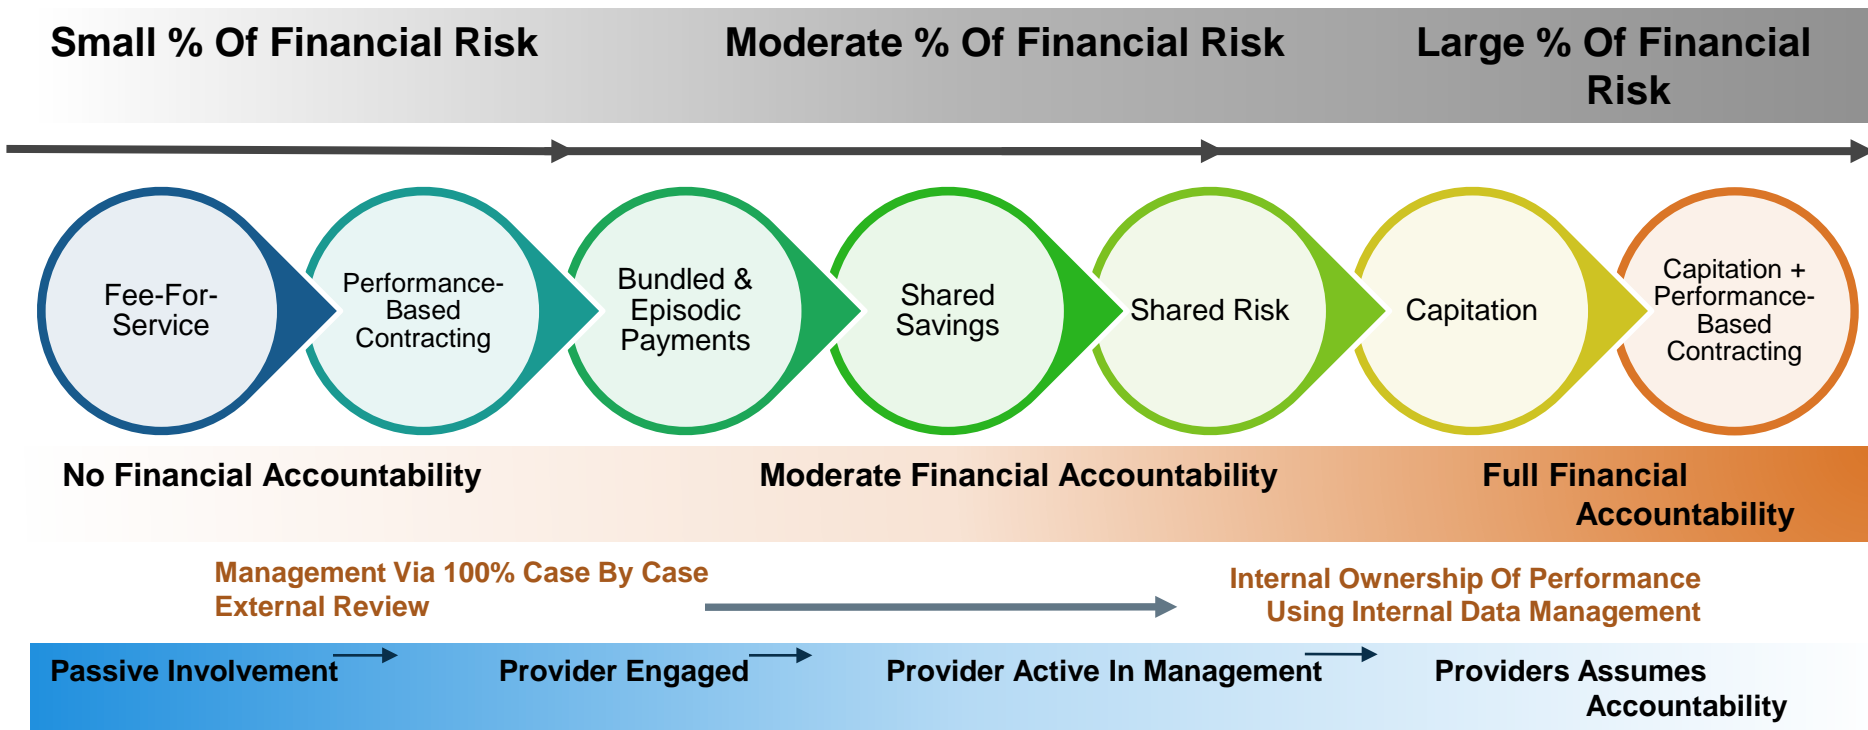 Small % Of Financial Risk
Moderate % Of Financial Risk
Large % Of Financial
Risk
Fee-For-
Service
Performance-
Based
Contracting
Bundled &
Episodic
Payments
Shared
Savings
Shared Risk
Capitation
Capitation +
Performance-
Based
Contracting
No Financial Accountability
Moderate Financial Accountability
Full Financial
Accountability
Management Via 100% Case By Case
External Review
Internal Ownership Of Performance
Using Internal Data Management
Passive Involvement
Provider Engaged
Provider Active In Management
Providers Assumes
Accountability